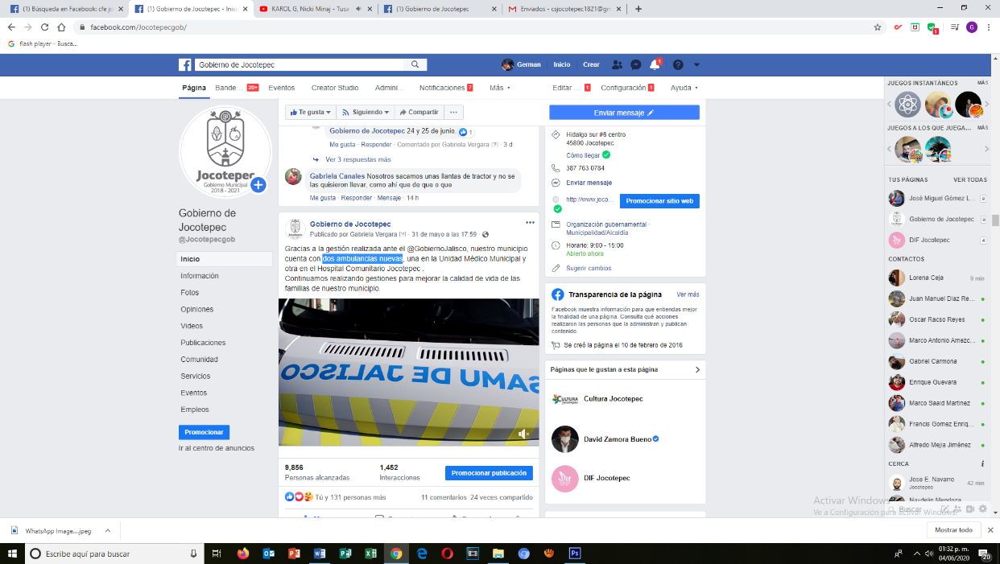 (1) Búsqueda en Facebook: cfe jo
(1) Gobierno de Jocotepec - Inici
KAROL G, Nicki Minaj - Tusa
(1) Gobierno de Jocotepec
Enviados - csjocotepec1821@gm
facebook.com/Jocotepecgob/
G
flash player - Busca...
Gobierno de Jocotepec
German
Inicio
Crear
1
Página
Bande...
20+
Eventos
Creator Studio
Admini...
Notificaciones 7
Más
Editar ... 1
Configuración 1
Ayuda
Jocotepec
Gobierno Municipal
2018 - 2021
Gobierno de
Jocotepec
@Jocotepecgob
Inicio
Información
Fotos
Opiniones
Videos
Publicaciones
Comunidad
Servicios
Eventos
Empleos
Promocionar
Ir al centro de anuncios
Te gusta
Siguiendo
Compartir
...
Gobierno de Jocotepec 24 y 25 de junio.
1
Me gusta · Responder · Comentado por Gabriela Vergara [?] · 3 d
Ver 3 respuestas más
Gabriela Canales Nosotros sacamos unas llantas de tractor y no se
las quisieron llevar, como ahí que de que o que
Me gusta · Responder · Mensaje · 14 h
Gobierno de Jocotepec
Publicado por Gabriela Vergara [?] · 31 de mayo a las 17:59 ·
Gracias a la gestión realizada ante el @GobiernoJalisco, nuestro municipio
cuenta con dos ambulancias nuevas, una en la Unidad Médico Municipal y
otra en el Hospital Comunitario Jocotepec .
Continuamos realizando gestiones para mejorar la calidad de vida de las
familias de nuestro municipio.
SAMU DE JALISCO
9,856
Personas alcanzadas
1,452
Interacciones
Promocionar publicación
Tú y 131 personas más
11 comentarios 24 veces compartido
Enviar mensaje
Hidalgo sur #6 centro
45800 Jocotepec
Cómo llegar
387 763 0784
Enviar mensaje
http://www.joco...
Promocionar sitio web
Organización gubernamental ·
Municipalidad/Alcaldía
Horario: 9:00 - 15:00
Abierto ahora
Sugerir cambios
Transparencia de la página
Ver más
Facebook muestra información para que entiendas mejor
la finalidad de una página. Consulta qué acciones
realizaron las personas que la administran y publican
contenido.
Se creó la página el 10 de febrero de 2016
Páginas que le gustan a esta página
CULTURA
Cultura Jocotepec
David Zamora Bueno
Dif
DIF Jocotepec
JUEGOS INSTANTÁNEOS
MÁS
JUEGOS A LOS QUE JUEGA...
MÁS
TUS PÁGINAS
VER TODAS
José Miguel Gómez L...
9
Gobierno de Jocotepec
9
DIF Jocotepec
4
CONTACTOS
Lorena Ceja
9 min
Juan Manuel Diaz Re...
Oscar Racso Reyes
Marco Antonio Amezc...
Gabriel Carmona
Enrique Guevara
Marco Saaid Martinez
Francis Gomez Enriq...
Alfredo Mejia Jiménez
CERCA
Jose E. Navarro
Jocotepec
42 min
Naydelin Mendoza
Buscar
Activar Windows
Ve a Configuración para activar Windows.
WhatsApp Image....jpeg
Mostrar todo
Escribe aquí para buscar
01:32 p. m.
04/06/2020
20